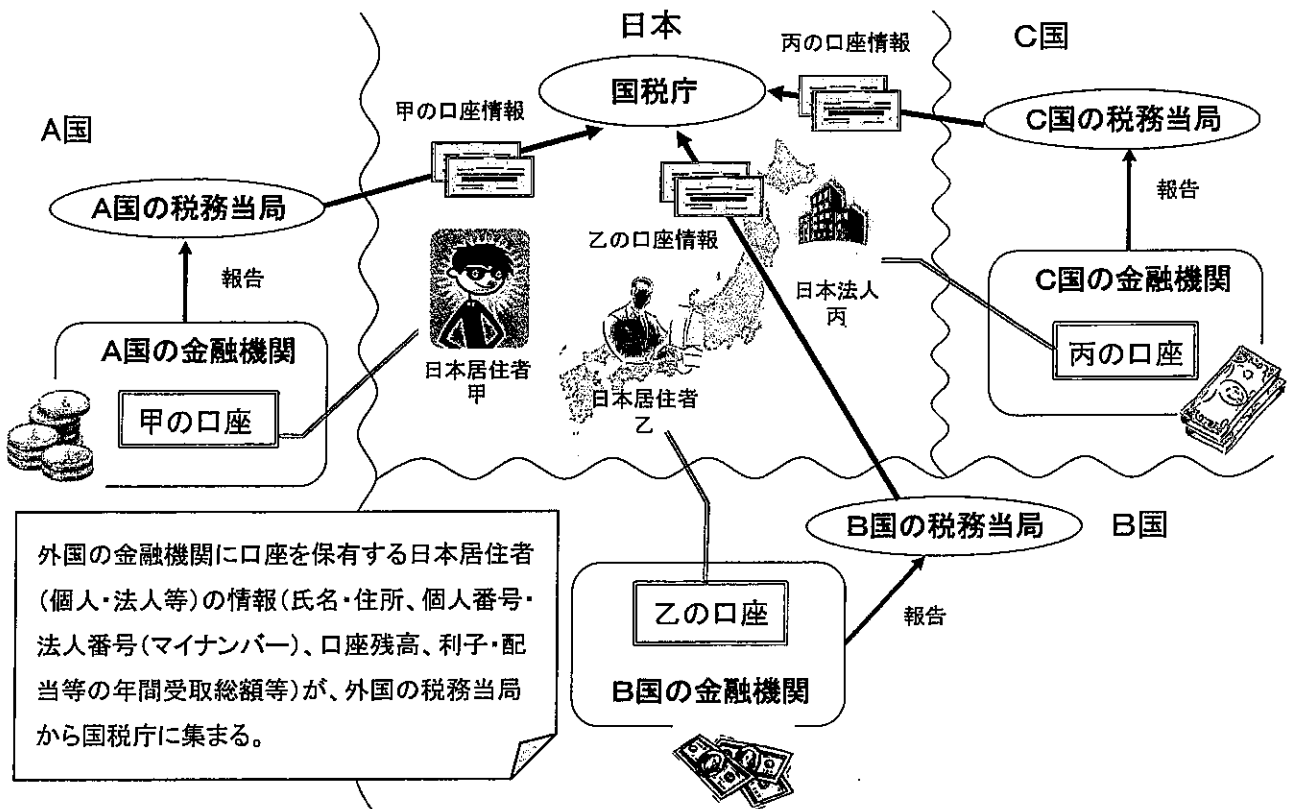 日本
国税庁
丙の口座情報
C国
C国の税務当局
報告
C国の金融機関
丙の口座
A国
甲の口座情報
A国の税務当局
報告
A国の金融機関
甲の口座
日本居住者
甲
乙の口座情報
日本居住者
乙
日本法人
丙
B国の税務当局
B国
報告
乙の口座
B国の金融機関
外国の金融機関に口座を保有する日本居住者
(個人・法人等)の情報(氏名・住所、個人番号・
法人番号(マイナンバー)、口座残高、利子・配
当等の年間受取総額等)が、外国の税務当局
から国税庁に集まる。